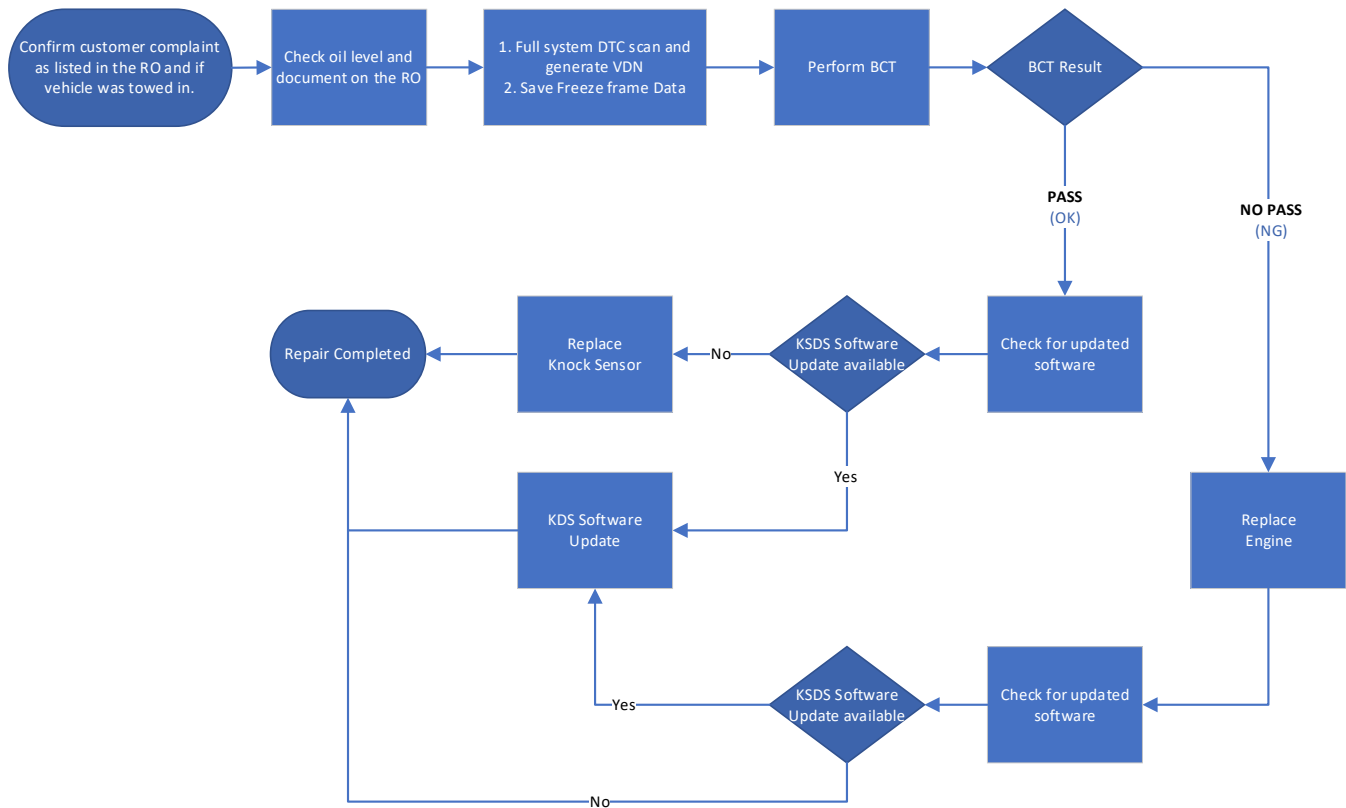 Confirm customer complaint
as listed in the RO and if
vehicle was towed in.
Check oil level and
document on the RO
1. Full system DTC scan and
generate VDN
2. Save Freeze frame Data
Perform BCT
BCT Result
PASS
(OK)
NO PASS
(NG)
Repair Completed
Replace
Knock Sensor
No
KSDS Software
Update available
Check for updated
software
Yes
KDS Software
Update
Replace
Engine
Yes
KSDS Software
Update available
Check for updated
software
No